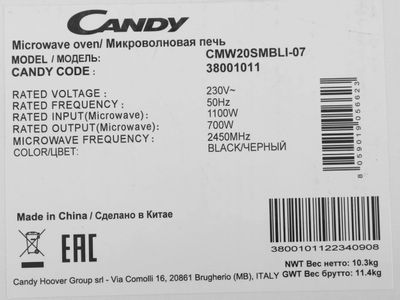 CANDY
Microwave oven/ Микроволновая печь
MODEL / МОДЕЛЬ: CMW20SMBLI-07
CANDY CODE : 38001011
RATED VOLTAGE : 230V~
RATED FREQUENCY : 50Hz
RATED INPUT(Microwave) : 1100W
RATED OUTPUT(Microwave) : 700W
MICROWAVE FREQUENCY: 2450MHz
COLOR/ЦВЕТ: BLACK/ЧЕРНЫЙ
8059019056623
Made in China / Сделано в Китае
EAC
3800101122340908
NWT Вес нетто: 10.3kg
Candy Hoover Group srl - Via Comolli 16, 20861 Brugherio (MB), ITALY GWT Вес брутто: 11.4kg